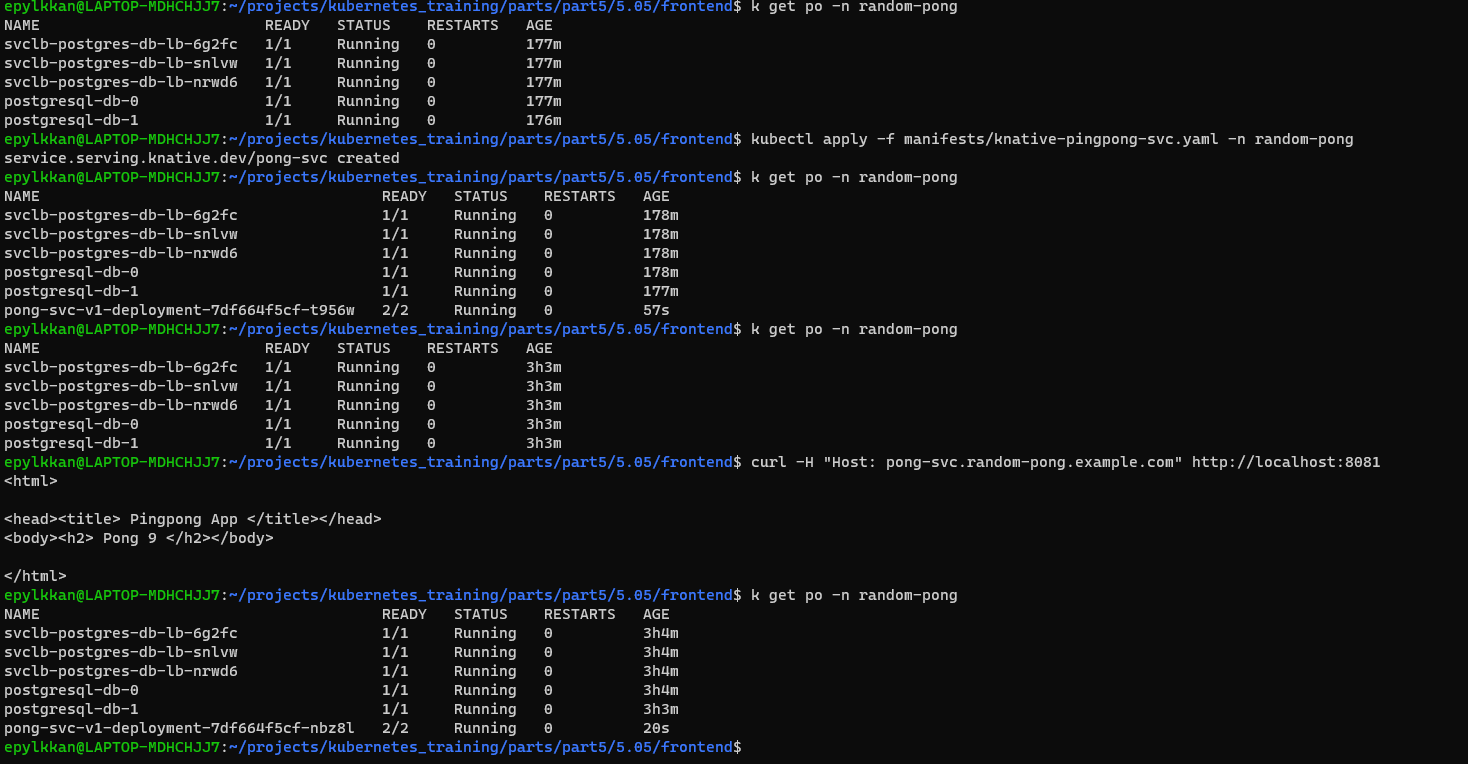 epylkkan@LAPTOP-MDHCHJJ7:~/projects/kubernetes_training/parts/part5/5.05/frontend$ k get po -n random-pong
NAME                         READY   STATUS    RESTARTS   AGE
svclb-postgres-db-lb-6g2fc   1/1     Running   0          177m
svclb-postgres-db-lb-snlvw   1/1     Running   0          177m
svclb-postgres-db-lb-nrwd6   1/1     Running   0          177m
postgresql-db-0              1/1     Running   0          177m
postgresql-db-1              1/1     Running   0          176m
epylkkan@LAPTOP-MDHCHJJ7:~/projects/kubernetes_training/parts/part5/5.05/frontend$ kubectl apply -f manifests/knative-pingpong-svc.yaml -n random-pong
service.serving.knative.dev/pong-svc created
epylkkan@LAPTOP-MDHCHJJ7:~/projects/kubernetes_training/parts/part5/5.05/frontend$ k get po -n random-pong
NAME                                      READY   STATUS    RESTARTS   AGE
svclb-postgres-db-lb-6g2fc                1/1     Running   0          178m
svclb-postgres-db-lb-snlvw                1/1     Running   0          178m
svclb-postgres-db-lb-nrwd6                1/1     Running   0          178m
postgresql-db-0                           1/1     Running   0          178m
postgresql-db-1                           1/1     Running   0          177m
pong-svc-v1-deployment-7df664f5cf-t956w   2/2     Running   0          57s
epylkkan@LAPTOP-MDHCHJJ7:~/projects/kubernetes_training/parts/part5/5.05/frontend$ k get po -n random-pong
NAME                         READY   STATUS    RESTARTS   AGE
svclb-postgres-db-lb-6g2fc   1/1     Running   0          3h3m
svclb-postgres-db-lb-snlvw   1/1     Running   0          3h3m
svclb-postgres-db-lb-nrwd6   1/1     Running   0          3h3m
postgresql-db-0              1/1     Running   0          3h3m
postgresql-db-1              1/1     Running   0          3h3m
epylkkan@LAPTOP-MDHCHJJ7:~/projects/kubernetes_training/parts/part5/5.05/frontend$ curl -H "Host: pong-svc.random-pong.example.com" http://localhost:8081
<html>
<head><title> Pingpong App </title></head>
<body><h2> Pong 9 </h2></body>
</html>
epylkkan@LAPTOP-MDHCHJJ7:~/projects/kubernetes_training/parts/part5/5.05/frontend$ k get po -n random-pong
NAME                                      READY   STATUS    RESTARTS   AGE
svclb-postgres-db-lb-6g2fc                1/1     Running   0          3h4m
svclb-postgres-db-lb-snlvw                1/1     Running   0          3h4m
svclb-postgres-db-lb-nrwd6                1/1     Running   0          3h4m
postgresql-db-0                           1/1     Running   0          3h4m
postgresql-db-1                           1/1     Running   0          3h3m
pong-svc-v1-deployment-7df664f5cf-nbz8l   2/2     Running   0          20s
epylkkan@LAPTOP-MDHCHJJ7:~/projects/kubernetes_training/parts/part5/5.05/frontend$